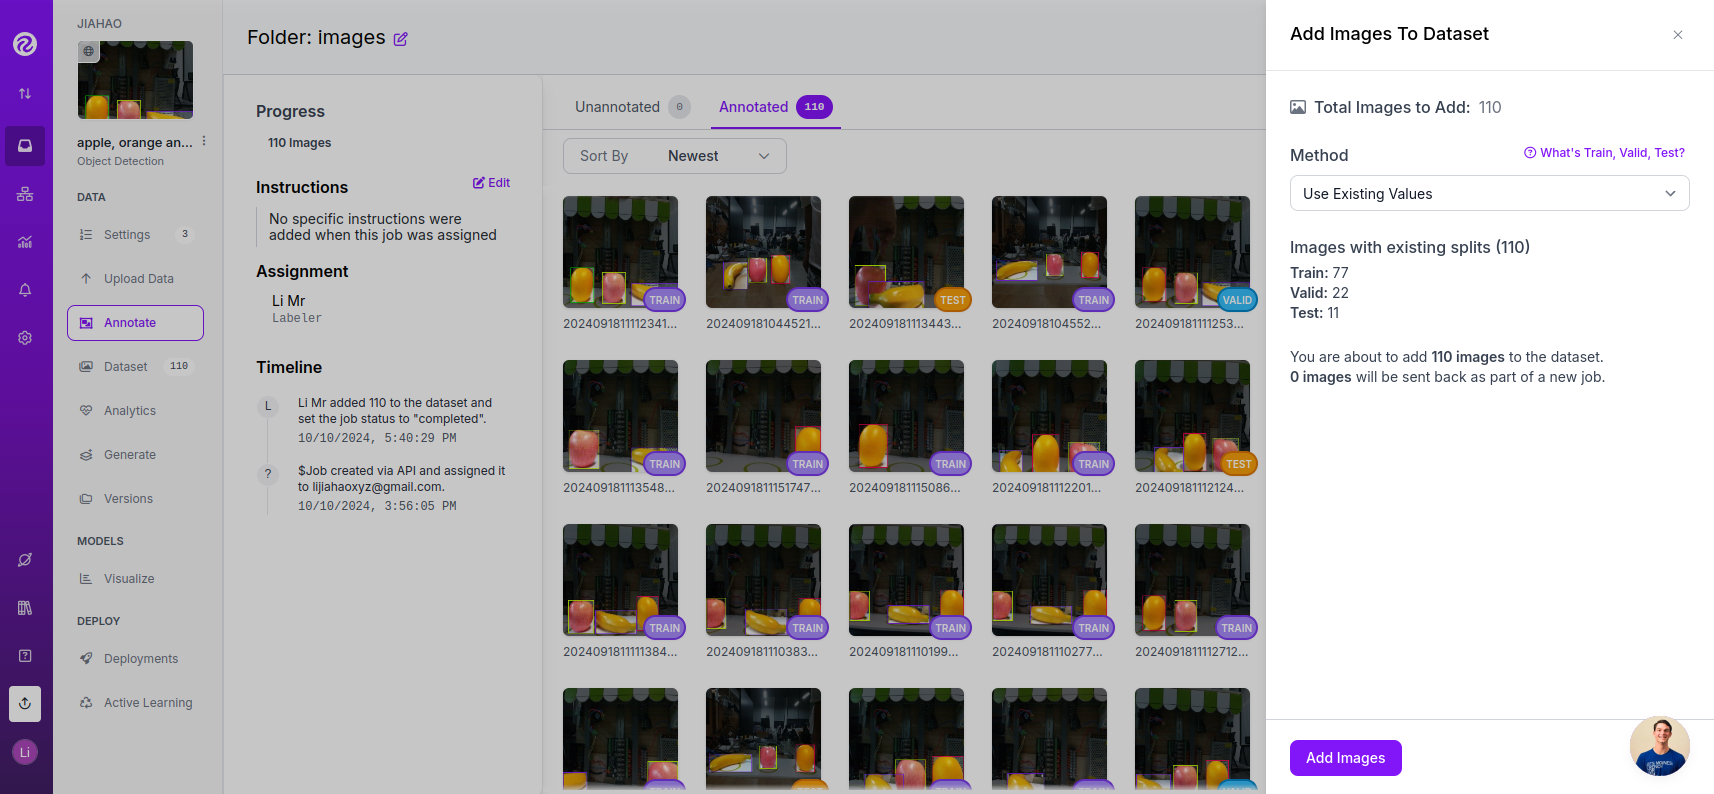 JIAHAO
apple, orange an...
Object Detection
DATA
Settings 3
Upload Data
Annotate
Dataset 110
Analytics
Generate
Versions
MODELS
Visualize
DEPLOY
Deployments
Active Learning
Li
Folder: images
Progress
110 Images
Instructions
Edit
No specific instructions were
added when this job was assigned
Assignment
Li Mr
Labeler
Timeline
L
Li Mr added 110 to the dataset and
set the job status to "completed".
10/10/2024, 5:40:29 PM
?
$Job created via API and assigned it
to lijiahaoxyz@gmail.com.
10/10/2024, 3:56:05 PM
Unannotated 0
Annotated 110
Sort By Newest
TRAIN TRAIN TEST TRAIN VALID
2024091811112341... 202409181044521... 202409181113443... 20240918104552... 20240918111253...
TRAIN TRAIN TRAIN TRAIN TEST
202409181113548... 2024091811151747... 202409181115086... 202409181112201... 202409181112124...
TRAIN TRAIN TRAIN TRAIN TRAIN
202409181111384... 202409181110383... 202409181110199... 202409181110277... 2024091811112712...
Add Images To Dataset
Total Images to Add: 110
Method
What's Train, Valid, Test?
Use Existing Values
Images with existing splits (110)
Train: 77
Valid: 22
Test: 11
You are about to add 110 images to the dataset.
0 images will be sent back as part of a new job.
Add Images